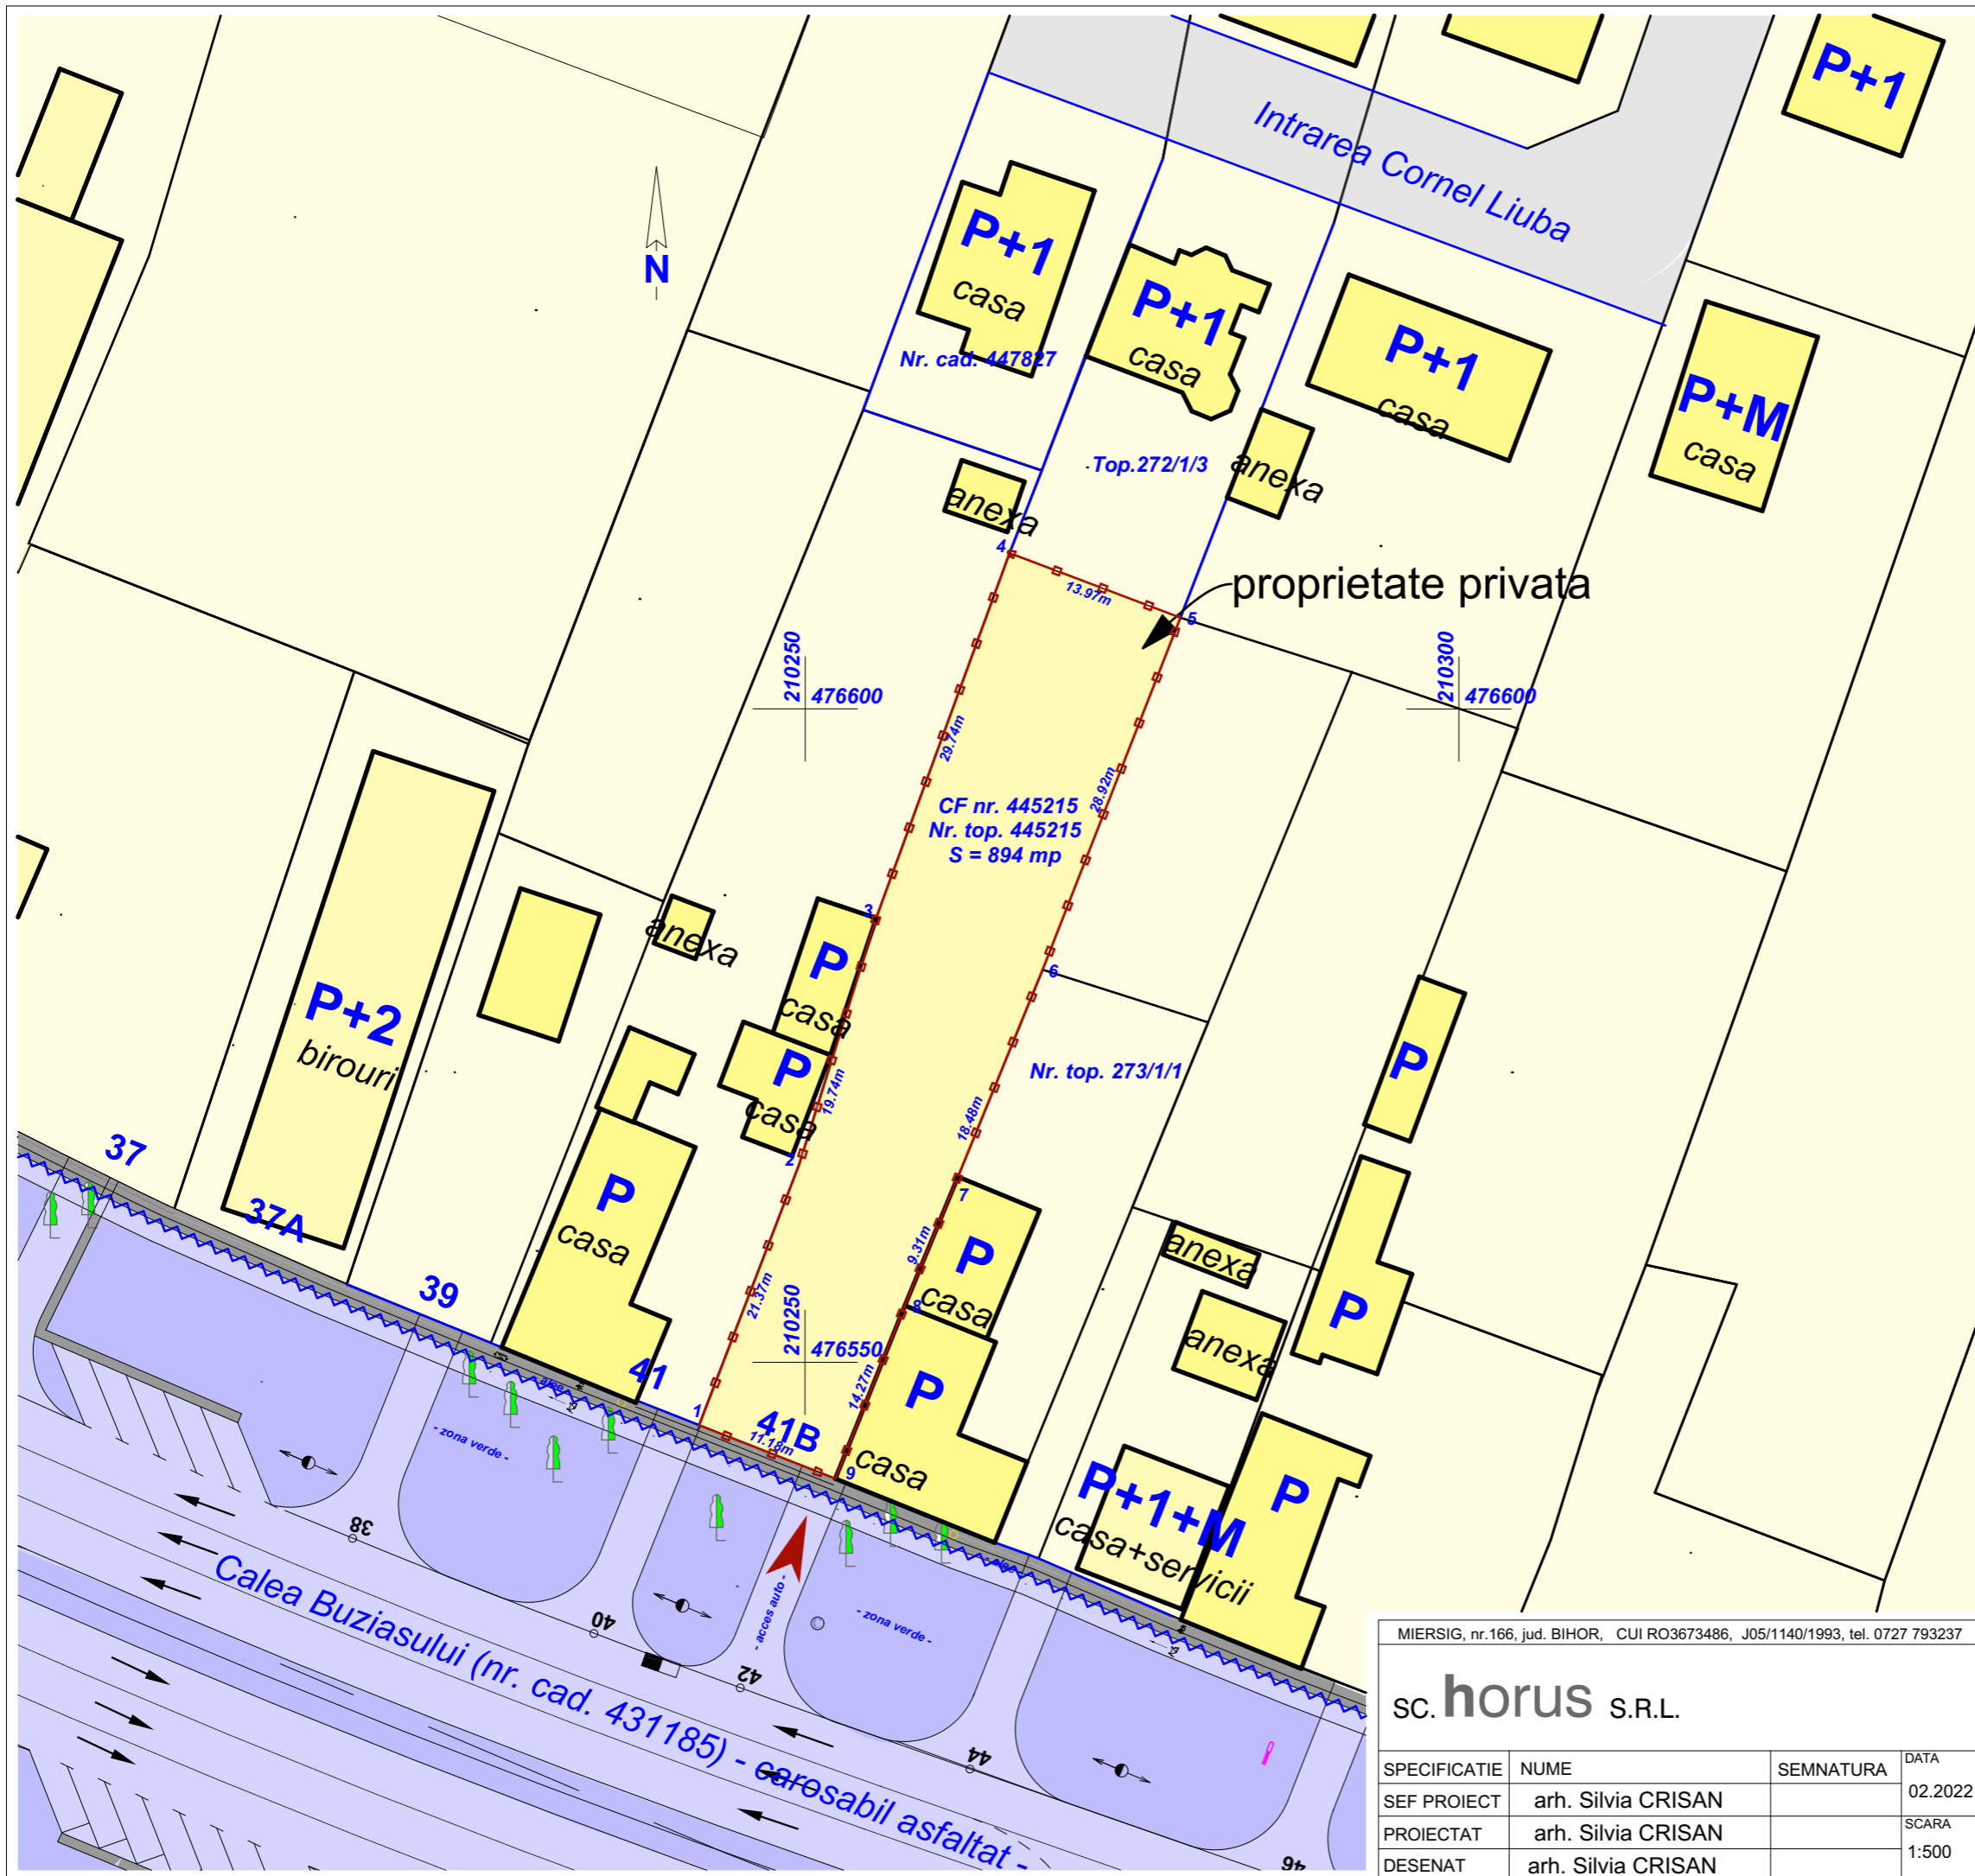 P+1
Intrarea Cornel Liuba
N
P+1
casa
Nr. cad. 447827
P+1
casa
P+1
casa
P+M
casa
Top.272/1/3
anexa
anexa
4
13.97m
5
proprietate privata
210250
476600
210300
476600
29.74m
28.92m
CF nr. 445215
Nr. top. 445215
S = 894 mp
3
anexa
P
casa
P
casa
6
P+2
birouri
19.74m
18.48m
Nr. top. 273/1/1
P
2
37
37A
P
casa
7
P
casa
9.31m
8
anexa
anexa
P
39
21.37m
210250
476550
14.27m
41
1
41B
11.18m
P
casa
9
- alee -
- zona verde -
P+1+M
casa+servicii
P
- alee -
38
40
42
44
46
- acces auto -
- zona verde -
Calea Buziasului (nr. cad. 431185) - carosabil asfaltat -
MIERSIG, nr.166, jud. BIHOR, CUI RO3673486, J05/1140/1993, tel. 0727 793237
SC. horus S.R.L.
SPECIFICATIE NUME SEMNATURA DATA
02.2022
SEF PROIECT arh. Silvia CRISAN
PROIECTAT arh. Silvia CRISAN SCARA
1:500
DESENAT arh. Silvia CRISAN